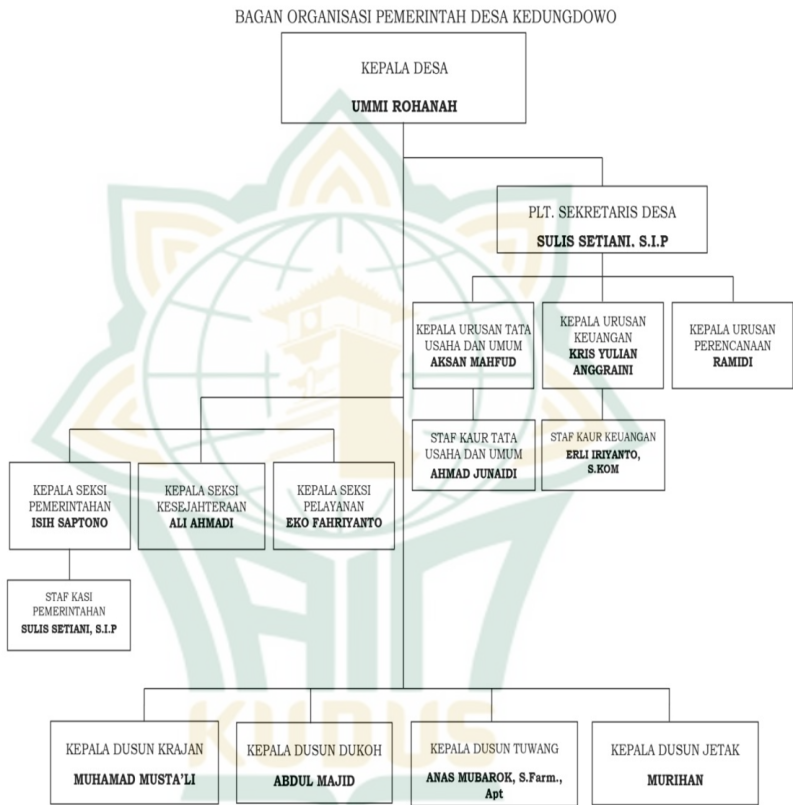 BAGAN ORGANISASI PEMERINTAH DESA KEDUNGDOWO
KEPALA DESA
UMMI ROHANAH
PLT. SEKRETARIS DESA
SULIS SETIANI. S.I.P
KEPALA URUSAN TATA
USAHA DAN UMUM
AKSAN MAHFUD
KEPALA URUSAN
KEUANGAN
KRIS YULIAN
ANGGRAINI
KEPALA URUSAN
PERENCANAAN
RAMIDI
STAF KAUR TATA
USAHA DAN UMUM
AHMAD JUNAIDI
STAF KAUR KEUANGAN
ERLI IRIYANTO,
S.KOM
KEPALA SEKSI
PEMERINTAHAN
ISIH SAPTONO
KEPALA SEKSI
KESEJAHTERAAN
ALI AHMADI
KEPALA SEKSI
PELAYANAN
EKO FAHRIYANTO
STAF KASI
PEMERINTAHAN
SULIS SETIANI, S.I.P
KEPALA DUSUN KRAJAN
MUHAMAD MUSTA'LI
KEPALA DUSUN DUKOH
ABDUL MAJID
KEPALA DUSUN TUWANG
ANAS MUBAROK, S.Farm.,
Apt
KEPALA DUSUN JETAK
MURIHAN
IAIN
KUDUS